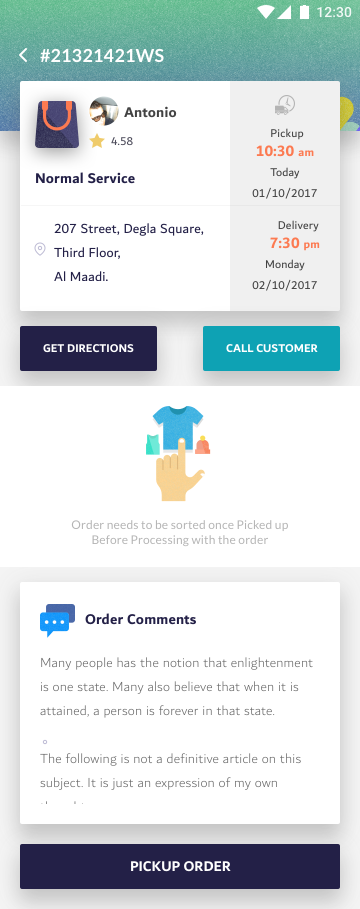 12:30
#21321421WS
Antonio
4.58
Normal Service
Pickup
10:30 am
Today
01/10/2017
207 Street, Degla Square,
Third Floor,
Al Maadi.
Delivery
7:30 pm
Monday
02/10/2017
GET DIRECTIONS
CALL CUSTOMER
Order needs to be sorted once Picked up
Before Processing with the order
Order Comments
Many people has the notion that enlightenment
is one state. Many also believe that when it is
attained, a person is forever in that state.
The following is not a definitive article on this
subject. It is just an expression of my own
PICKUP ORDER